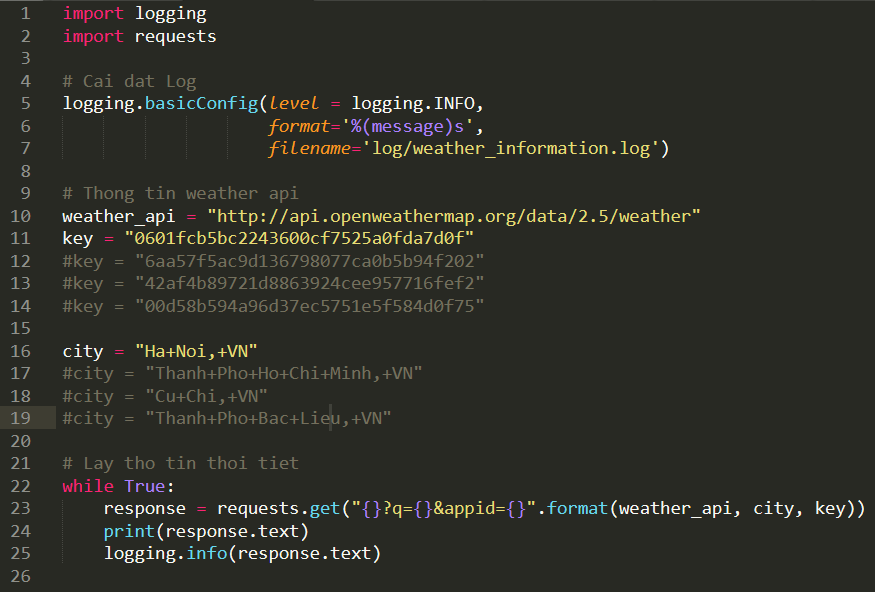 1 import logging
2 import requests
3
4 # Cai dat Log
5 logging.basicConfig(level = logging.INFO,
6                     format='%(message)s',
7                     filename='log/weather_information.log')
8
9 # Thong tin weather api
10 weather_api = "http://api.openweathermap.org/data/2.5/weather"
11 key = "0601fcb5bc2243600cf7525a0fda7d0f"
12 #key = "6aa57f5ac9d136798077ca0b5b94f202"
13 #key = "42af4b89721d8863924cee957716fef2"
14 #key = "00d58b594a96d37ec5751e5f584d0f75"
15
16 city = "Ha+Noi,+VN"
17 #city = "Thanh+Pho+Ho+Chi+Minh,+VN"
18 #city = "Cu+Chi,+VN"
19 #city = "Thanh+Pho+Bac+Lieu,+VN"
20
21 # Lay tho tin thoi tiet
22 while True:
23     response = requests.get("{}?q={}&appid={}".format(weather_api, city, key))
24     print(response.text)
25     logging.info(response.text)
26